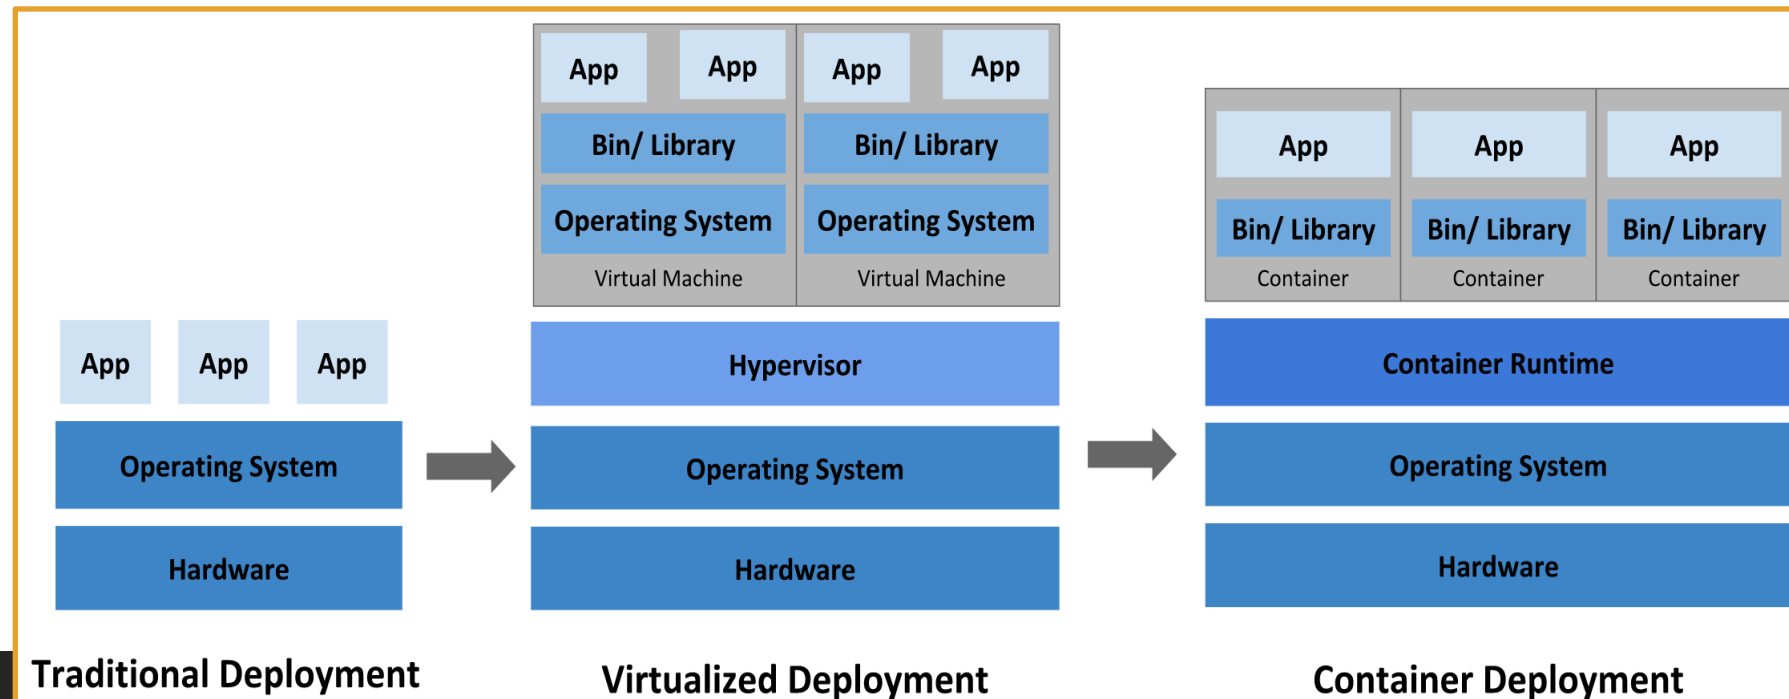 App
App
App
Operating System
Hardware
Traditional Deployment
App
App
App
App
Bin/ Library
Bin/ Library
Operating System
Operating System
Virtual Machine
Virtual Machine
Hypervisor
Operating System
Hardware
Virtualized Deployment
App
App
App
Bin/ Library
Bin/ Library
Bin/ Library
Container
Container
Container
Container Runtime
Operating System
Hardware
Container Deployment